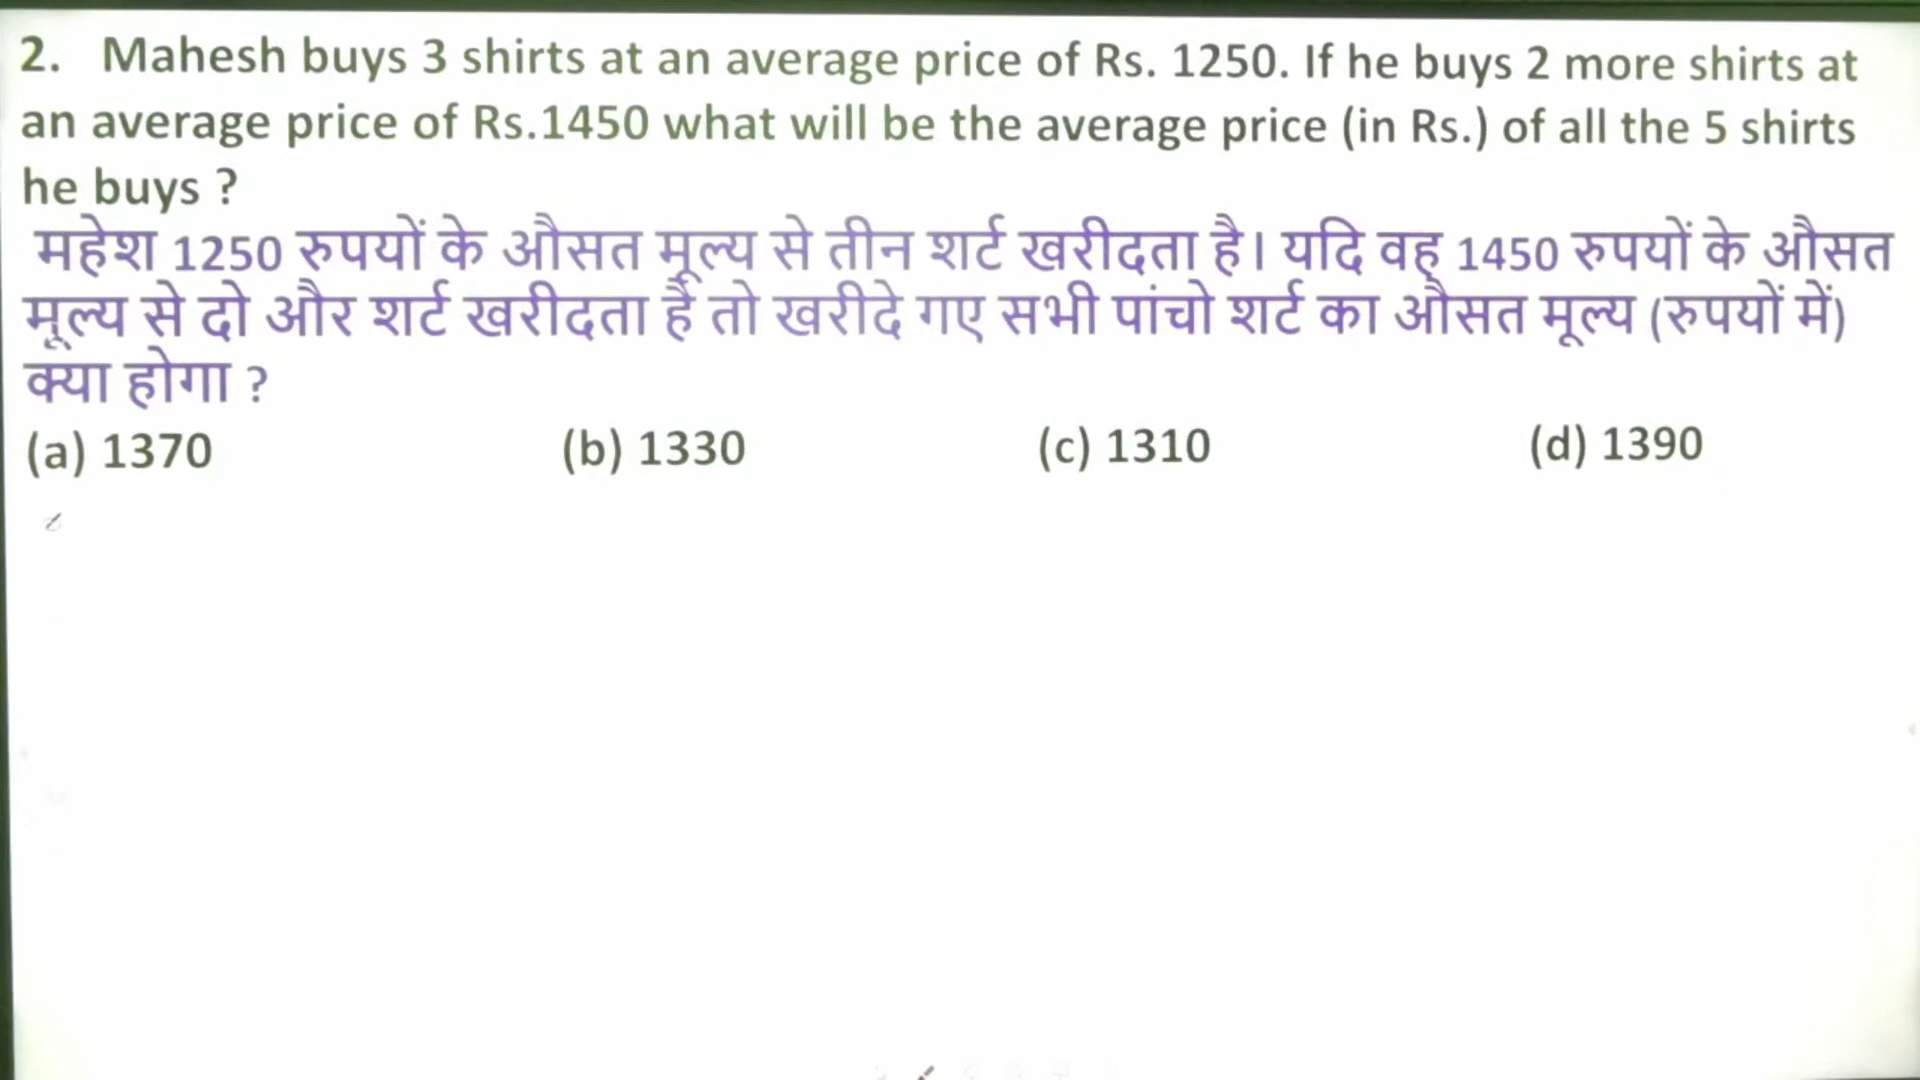 2. Mahesh buys 3 shirts at an average price of Rs. 1250. If he buys 2 more shirts at
an average price of Rs.1450 what will be the average price (in Rs.) of all the 5 shirts
he buys ?
महेश 1250 रुपयों के औसत मूल्य से तीन शर्ट खरीदता है। यदि वह 1450 रुपयों के औसत
मूल्य से दो और शर्ट खरीदता है तो खरीदे गए सभी पांचो शर्ट का औसत मूल्य (रुपयों में)
क्या होगा ?
(a) 1370 (b) 1330 (c) 1310 (d) 1390